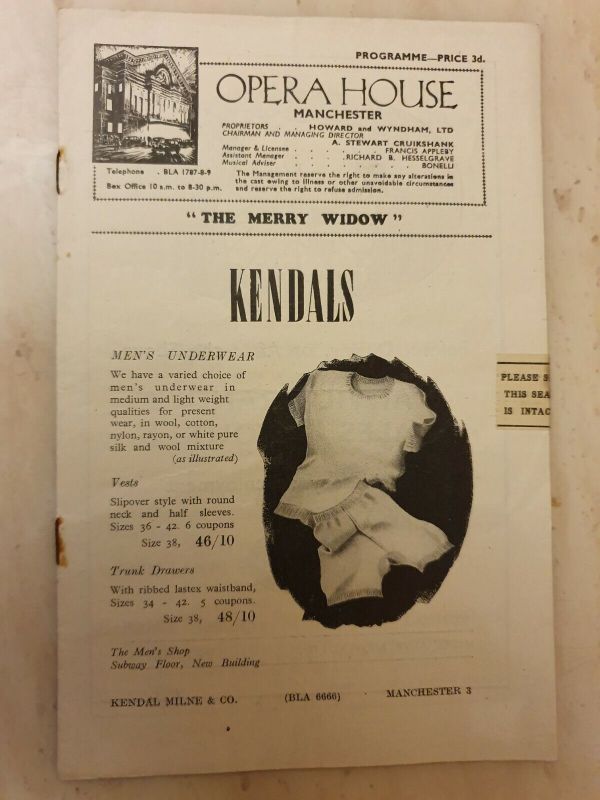 PROGRAMME—PRICE 3d.
OPERA HOUSE
MANCHESTER
PROPRIETORS . . HOWARD and WYNDHAM, LTD
CHAIRMAN AND MANAGING DIRECTOR
A. STEWART CRUIKSHANK
Manager & Licensee . . . . FRANCIS APPLEBY
Assistant Manager . . . . RICHARD B. HESSELGRAVE
Musical Adviser . . . . . . BONELLI
Telephone . BLA 1787-8-9
Box Office 10 a.m. to 8-30 p.m.
The Management reserve the right to make any alterations in
the cast owing to illness or other unavoidable circumstances
and reserve the right to refuse admission.
"THE MERRY WIDOW"
KENDALS
MEN'S UNDERWEAR
We have a varied choice of
men's underwear in
medium and light weight
qualities for present
wear, in wool, cotton,
nylon, rayon, or white pure
silk and wool mixture
(as illustrated)
Vests
Slipover style with round
neck and half sleeves.
Sizes 36 - 42. 6 coupons
Size 38, 46/10
Trunk Drawers
With ribbed lastex waistband,
Sizes 34 - 42. 5 coupons.
Size 38, 48/10
The Men's Shop
Subway Floor, New Building
KENDAL MILNE & CO. (BLA 6666) MANCHESTER 3
PLEASE S
THIS SEA
IS INTAC